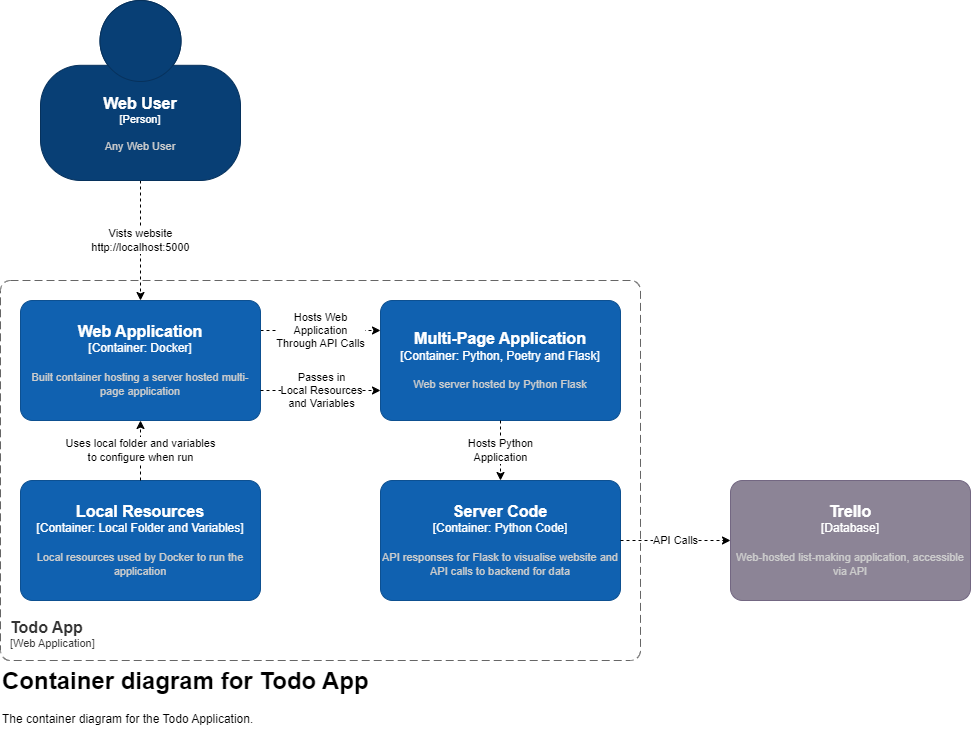 Web User
[Person]
Any Web User
Vists website
http://localhost:5000
Web Application
[Container: Docker]
Built container hosting a server hosted multi-
page application
Hosts Web
Application
Through API Calls
Passes in
Local Resources
and Variables
Multi-Page Application
[Container: Python, Poetry and Flask]
Web server hosted by Python Flask
Uses local folder and variables
to configure when run
Hosts Python
Application
Local Resources
[Container: Local Folder and Variables]
Local resources used by Docker to run the
application
Server Code
[Container: Python Code]
API responses for Flask to visualise website and
API calls to backend for data
API Calls
Trello
[Database]
Web-hosted list-making application, accessible
via API
Todo App
[Web Application]
Container diagram for Todo App
The container diagram for the Todo Application.